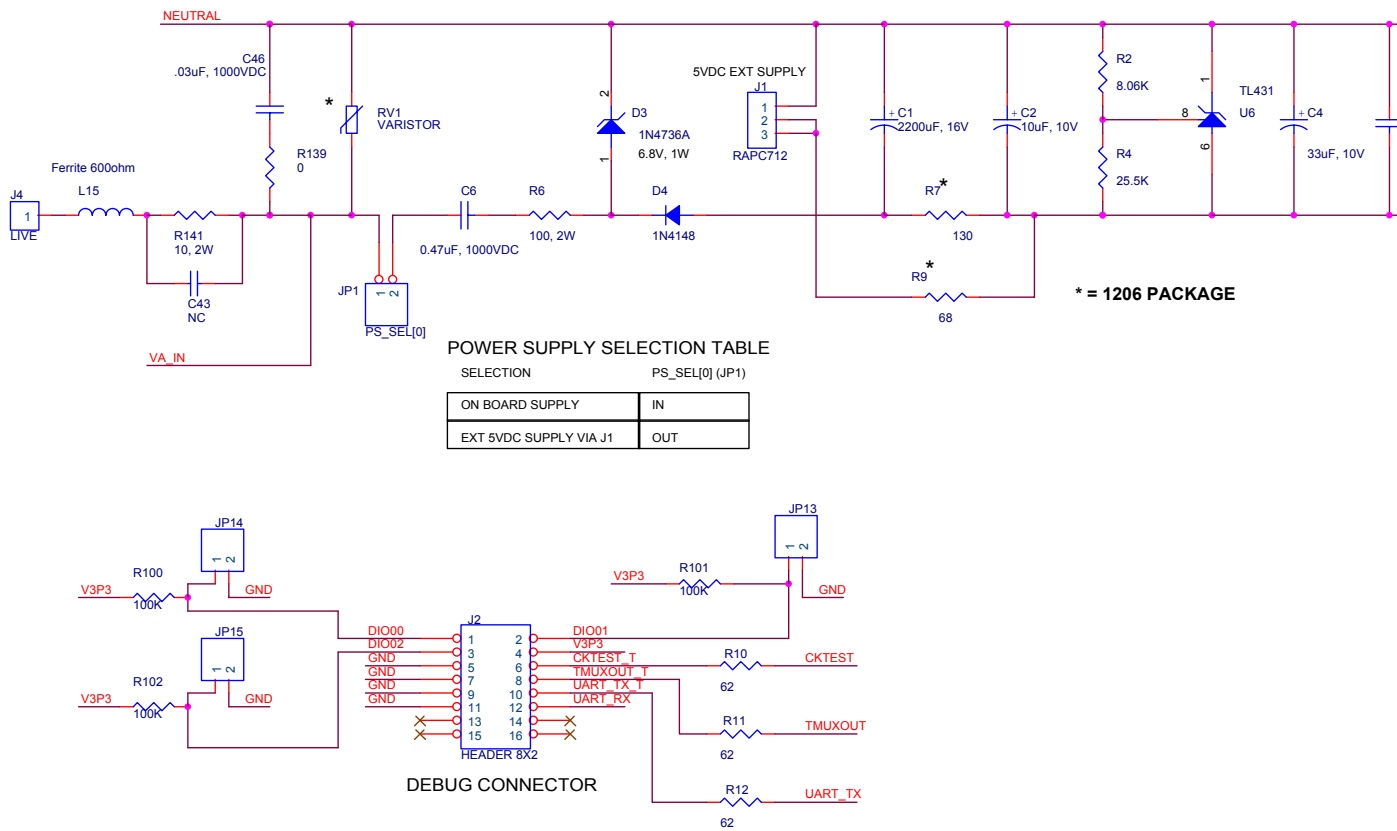 NEUTRAL
C46
.03uF, 1000VDC
*
RV1
VARISTOR
R139
0
Ferrite 600ohm
L15
J4
1
LIVE
R141
10, 2W
C43
NC
VA_IN
JP1
1
2
PS_SEL[0]
C6
0.47uF, 1000VDC
R6
100, 2W
2
D3
1N4736A
6.8V, 1W
1
D4
1N4148
5VDC EXT SUPPLY
J1
1
2
3
RAPC712
+ C1
2200uF, 16V
R7
*
130
R9
*
68
+ C2
10uF, 10V
R2
8.06K
R4
25.5K
1
8
6
TL431
U6
+ C4
33uF, 10V
* = 1206 PACKAGE
POWER SUPPLY SELECTION TABLE
SELECTION PS_SEL[0] (JP1)
ON BOARD SUPPLY IN
EXT 5VDC SUPPLY VIA J1 OUT
JP14
1
2
R100
V3P3
100K
GND
JP15
1
2
R102
V3P3
100K
GND
JP13
1
2
R101
V3P3
100K
GND
J2
DIO00 1 2 DIO01
DIO02 3 4 V3P3
GND 5 6 CKTEST_T
GND 7 8 TMUXOUT_T
GND 9 10 UART_TX_T
GND 11 12 UART_RX
13 14
15 16
HEADER 8X2
DEBUG CONNECTOR
R10
62
CKTEST
R11
62
TMUXOUT
R12
62
UART_TX